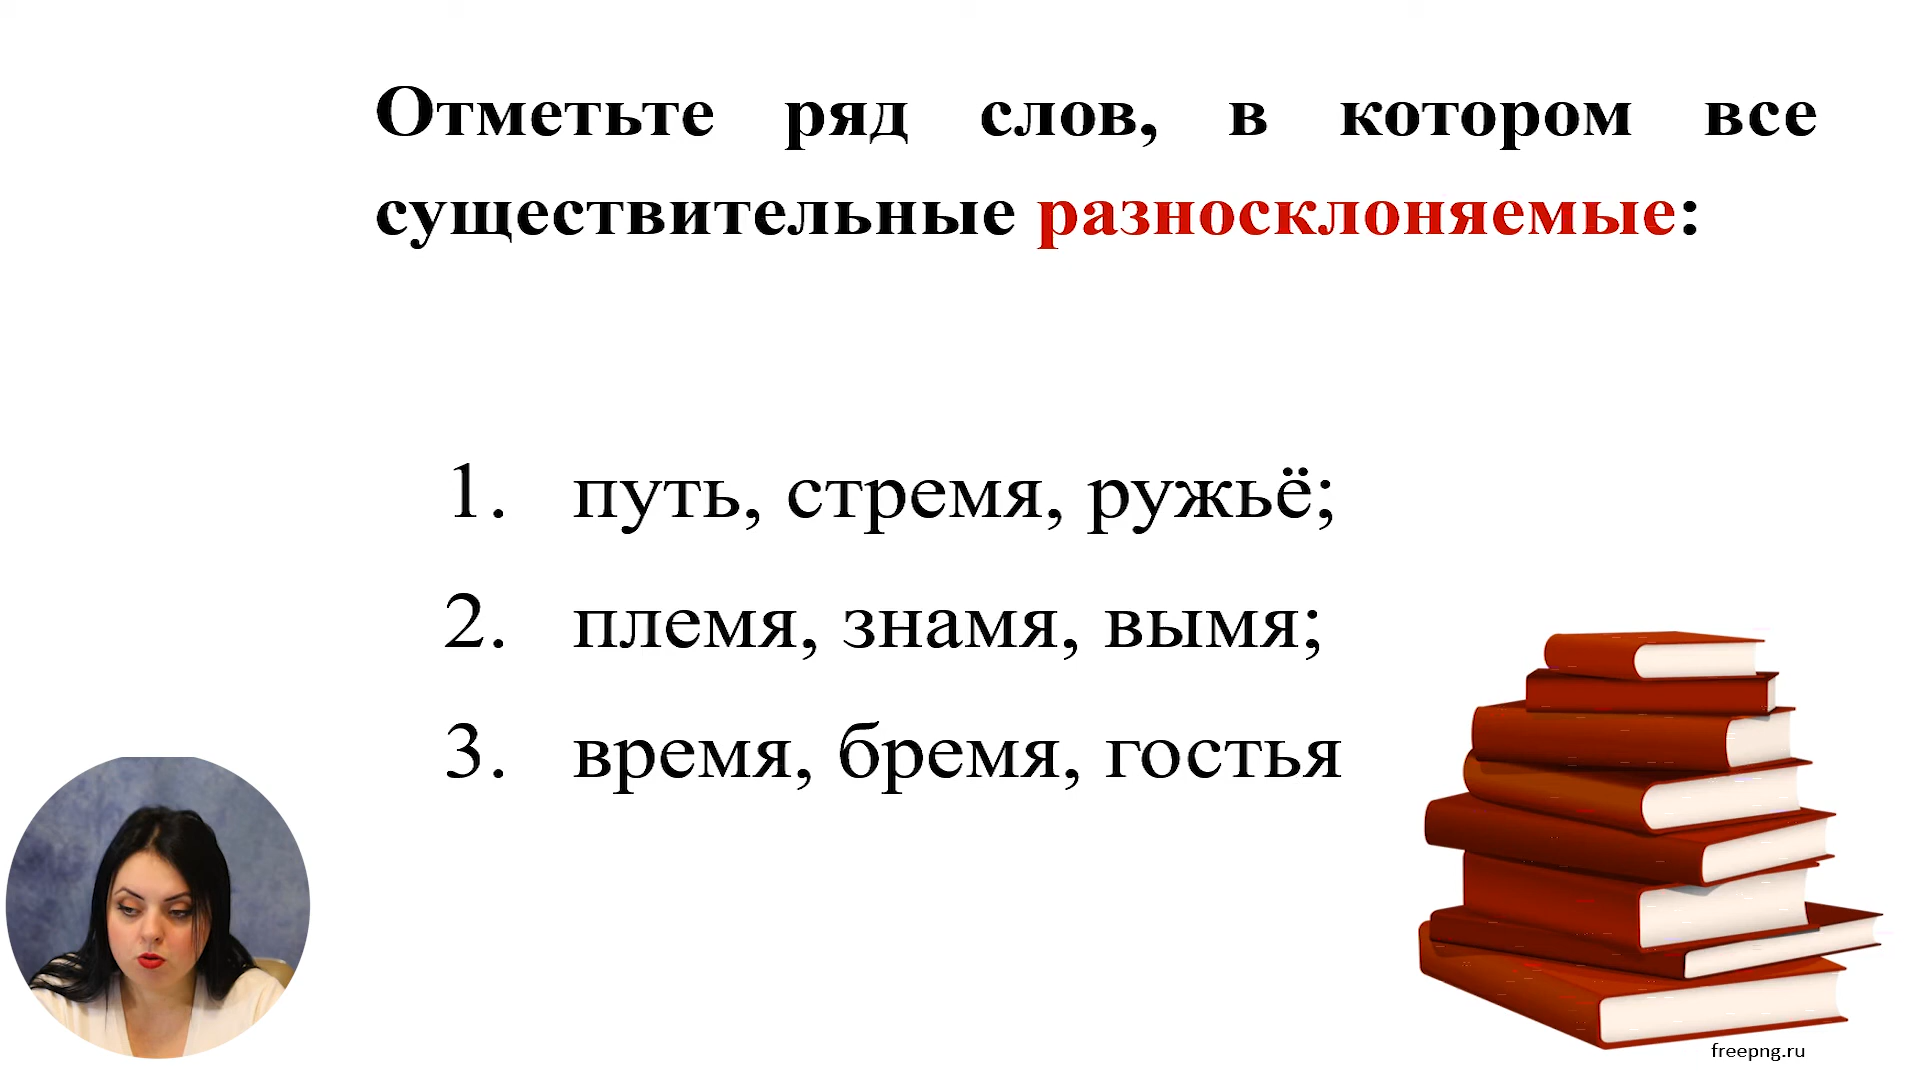 Отметьте ряд слов, в котором все
существительные разносклоняемые:
1. путь, стремя, ружьё;
2. племя, знамя, вымя;
3. время, бремя, гостья
freepng.ru